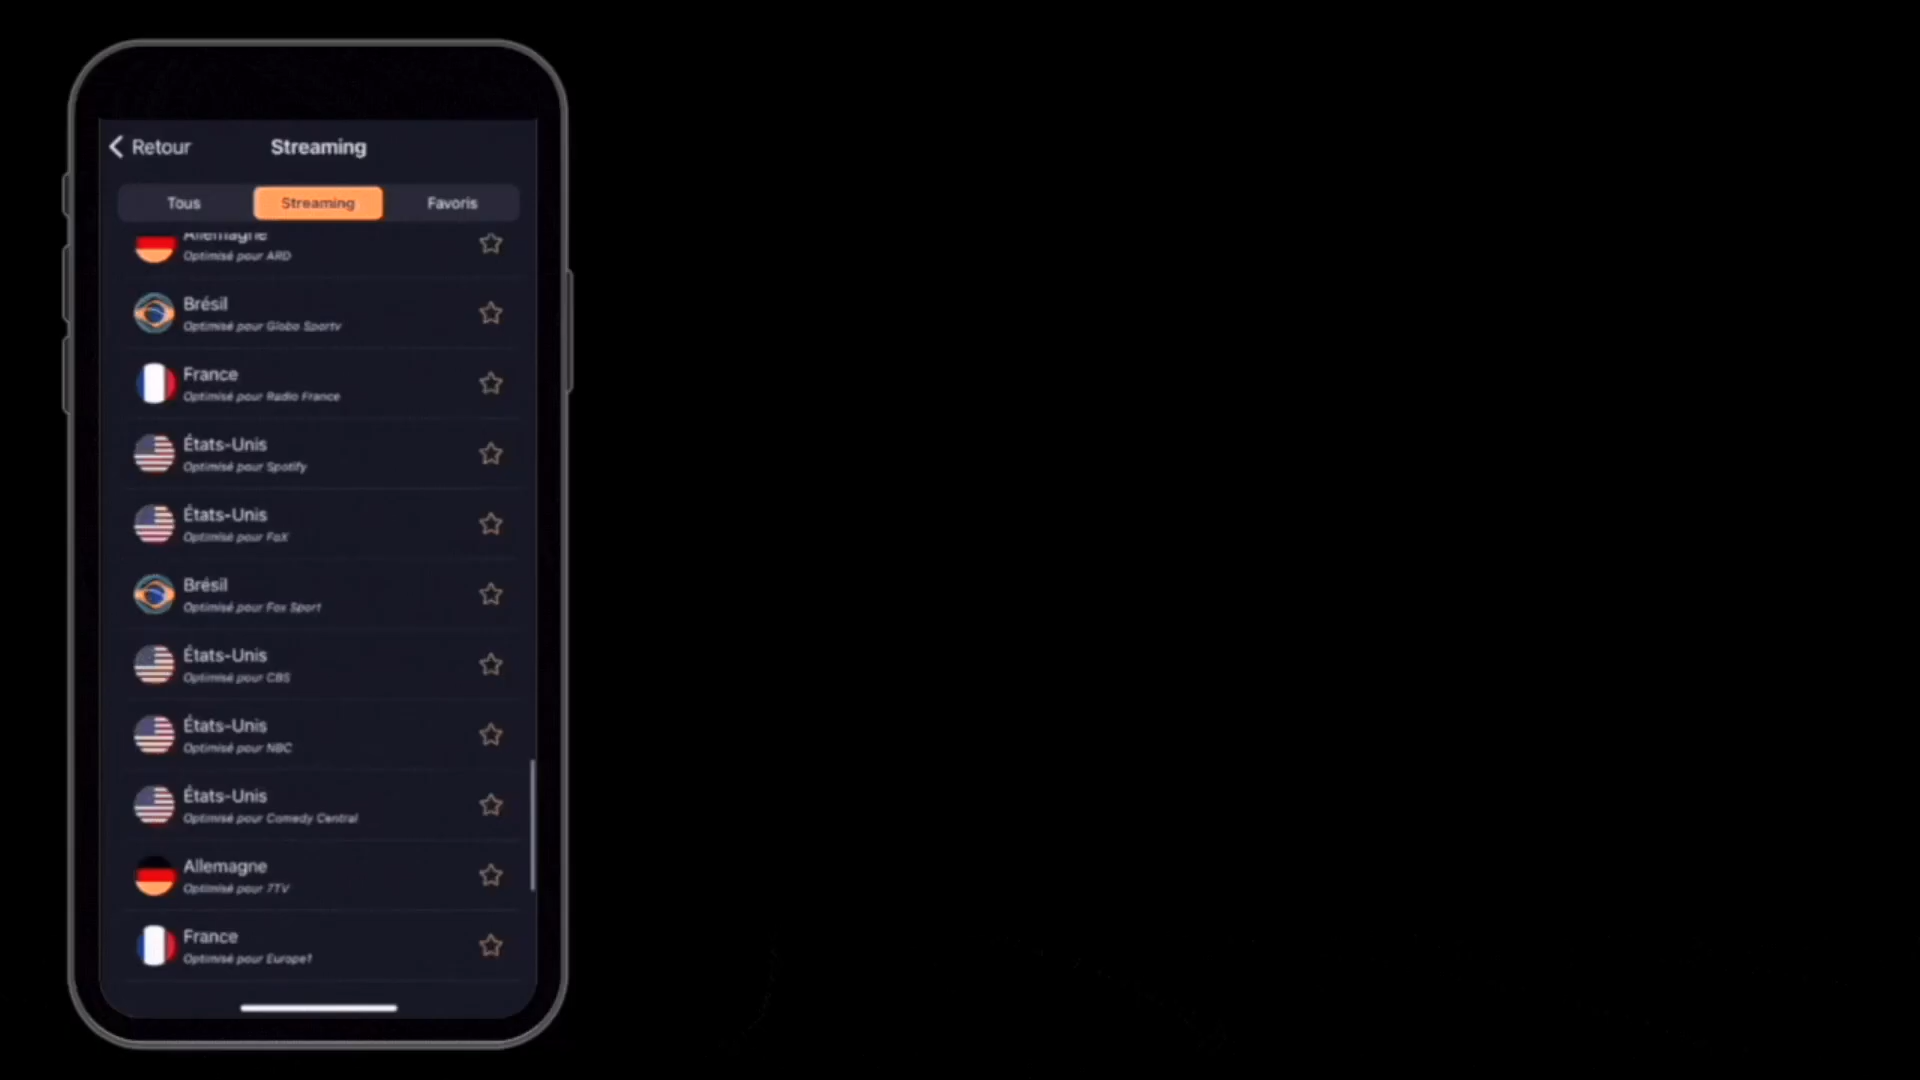 Retour
Streaming
Tous
Streaming
Favoris
Allemagne
Optimisé pour ARD
Brésil
Optimisé pour Globo Sportv
France
Optimisé pour Radio France
États-Unis
Optimisé pour Spotify
États-Unis
Optimisé pour FoX
Brésil
Optimisé pour Fox Sport
États-Unis
Optimisé pour CBS
États-Unis
Optimisé pour NBC
États-Unis
Optimisé pour Comedy Central
Allemagne
Optimisé pour 7TV
France
Optimisé pour Europe1